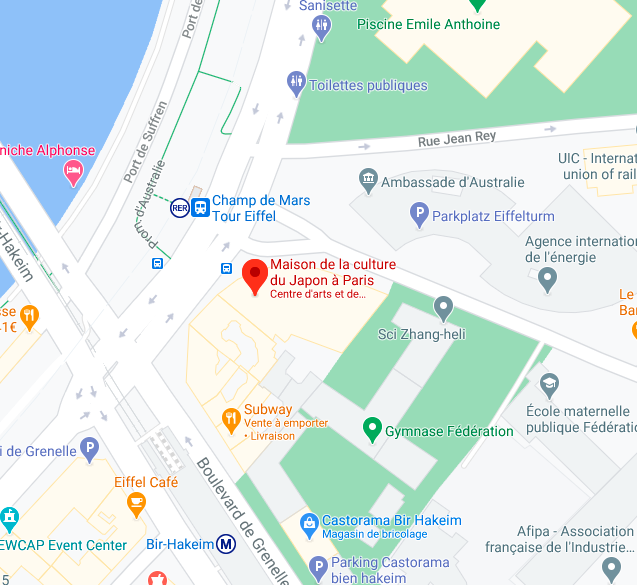 Sanisette
Port de
Piscine Emile Anthoine
Toilettes publiques
Port de Suffren
Rue Jean Rey
niche Alphonse
UIC - Internat
union of rail
Ambassade d'Australie
Prom. d'Australie
RER
Champ de Mars
Tour Eiffel
Parkplatz Eiffelturm
-Hakeim
Agence internation
de l'énergie
Maison de la culture
du Japon à Paris
Centre d'arts et de...
Le
Bar
sse
41€
Sci Zhang-heli
École maternelle
publique Fédératio
Subway
Vente à emporter
• Livraison
Gymnase Fédération
i de Grenelle
Boulevard de Grenelle
Eiffel Café
Castorama Bir Hakeim
Magasin de bricolage
EWCAP Event Center
Bir-Hakeim
M
Afipa - Association
française de l'Industrie...
Parking Castorama
bien hakeim